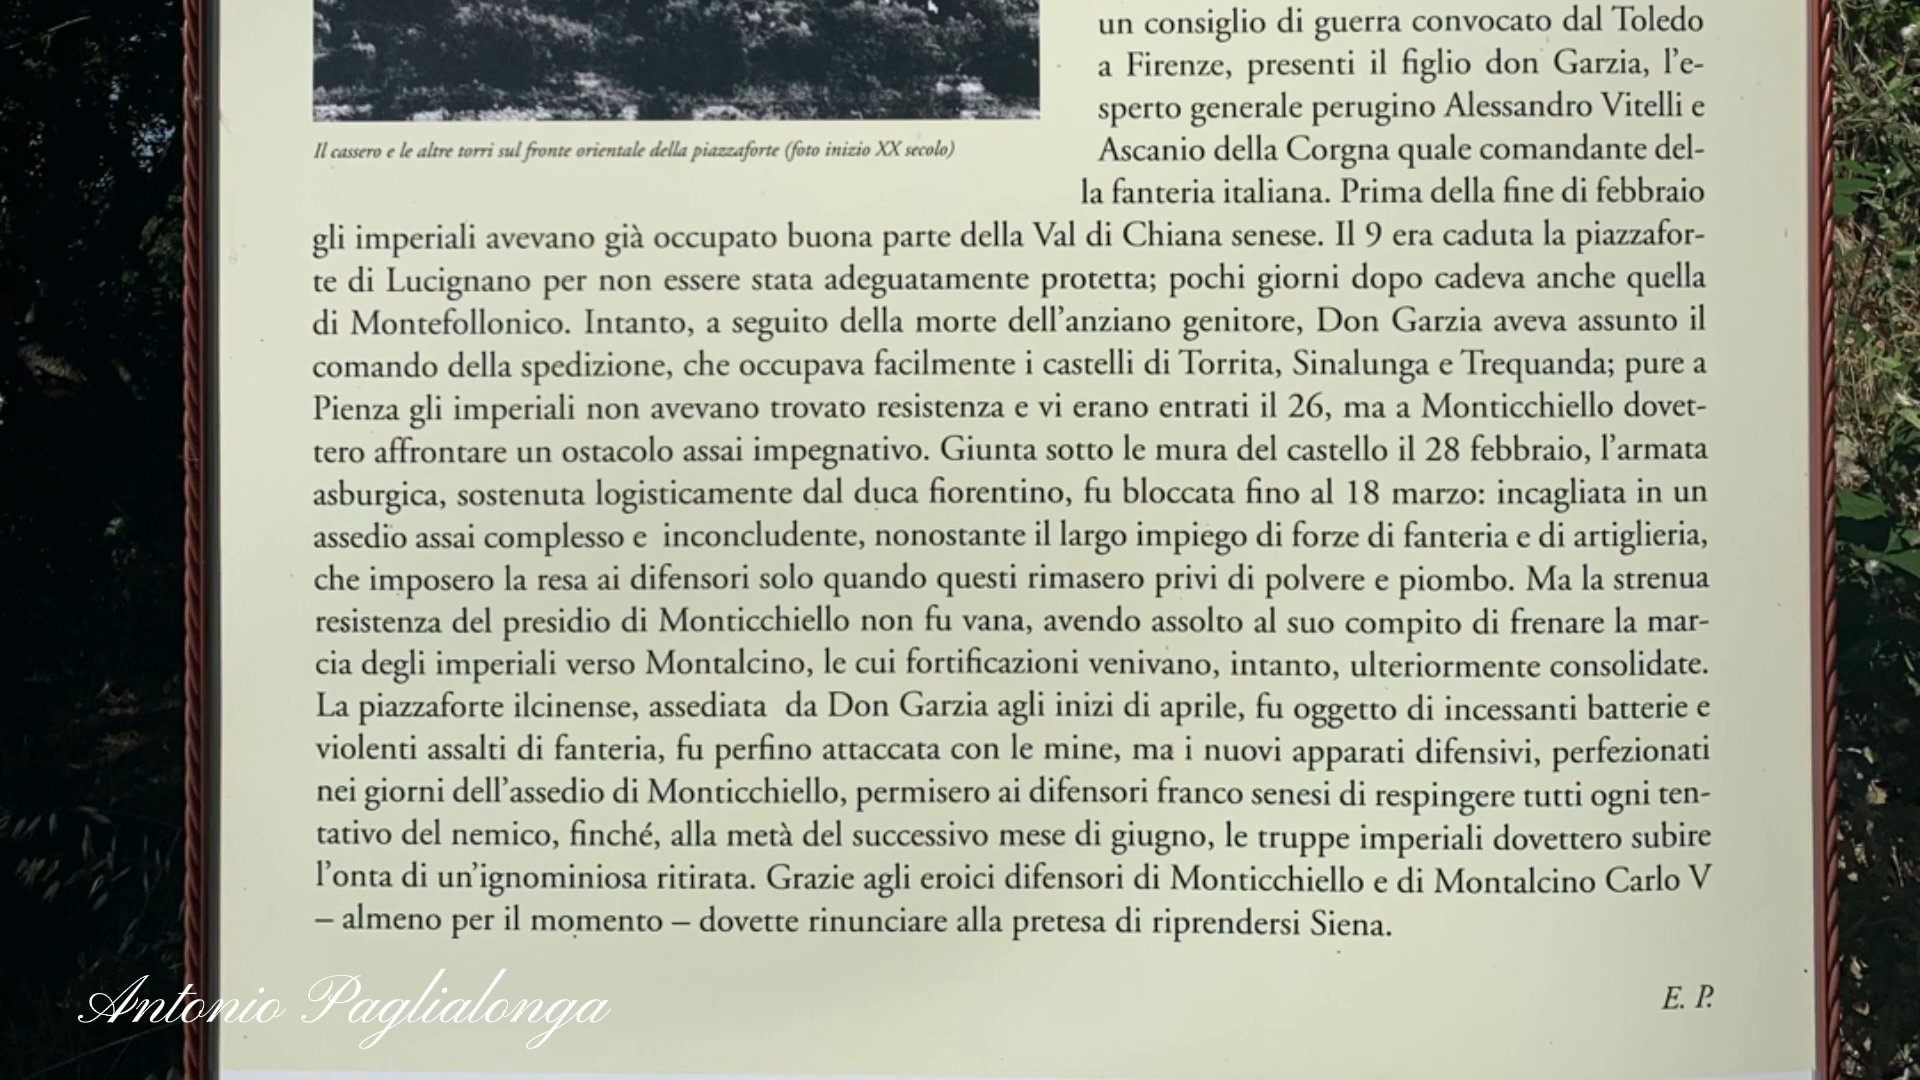 un consiglio di guerra convocato dal Toledo
a Firenze, presenti il figlio don Garzia, l'e-
sperto generale perugino Alessandro Vitelli e
Il cassero e le altre torri sul fronte orientale della piazzaforte (foto inizio XX secolo)
Ascanio della Corgna quale comandante del-
la fanteria italiana. Prima della fine di febbraio
gli imperiali avevano già occupato buona parte della Val di Chiana senese. Il 9 era caduta la piazzafor-
te di Lucignano per non essere stata adeguatamente protetta; pochi giorni dopo cadeva anche quella
di Montefollonico. Intanto, a seguito della morte dell'anziano genitore, Don Garzia aveva assunto il
comando della spedizione, che occupava facilmente i castelli di Torrita, Sinalunga e Trequanda; pure a
Pienza gli imperiali non avevano trovato resistenza e vi erano entrati il 26, ma a Monticchiello dovet-
tero affrontare un ostacolo assai impegnativo. Giunta sotto le mura del castello il 28 febbraio, l'armata
asburgica, sostenuta logisticamente dal duca fiorentino, fu bloccata fino al 18 marzo: incagliata in un
assedio assai complesso e inconcludente, nonostante il largo impiego di forze di fanteria e di artiglieria,
che imposero la resa ai difensori solo quando questi rimasero privi di polvere e piombo. Ma la strenua
resistenza del presidio di Monticchiello non fu vana, avendo assolto al suo compito di frenare la mar-
cia degli imperiali verso Montalcino, le cui fortificazioni venivano, intanto, ulteriormente consolidate.
La piazzaforte ilcinense, assediata da Don Garzia agli inizi di aprile, fu oggetto di incessanti batterie e
violenti assalti di fanteria, fu perfino attaccata con le mine, ma i nuovi apparati difensivi, perfezionati
nei giorni dell'assedio di Monticchiello, permisero ai difensori franco senesi di respingere tutti ogni ten-
tativo del nemico, finché, alla metà del successivo mese di giugno, le truppe imperiali dovettero subire
l'onta di un'ignominiosa ritirata. Grazie agli eroici difensori di Monticchiello e di Montalcino Carlo V
– almeno per il momento – dovette rinunciare alla pretesa di riprendersi Siena.
E. P.
Antonio Paglialonga